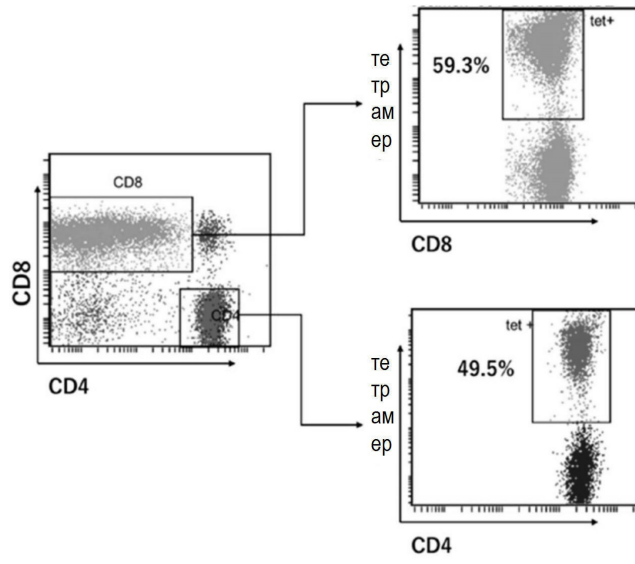 CD8
CD4
CD8
CD4
те
тр
ам
ер
59.3%
tet+
CD8
те
тр
ам
ер
49.5%
tet +
CD4